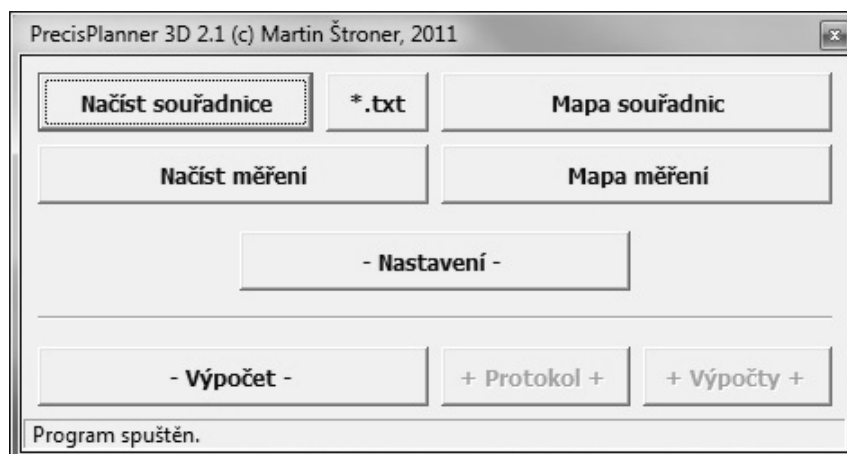 PrecisPlanner 3D 2.1 (c) Martin Štroner, 2011
Načíst souřadnice *.txt Mapa souřadnic
Načíst měření Mapa měření
- Nastavení -
- Výpočet - + Protokol + + Výpočty +
Program spuštěn.